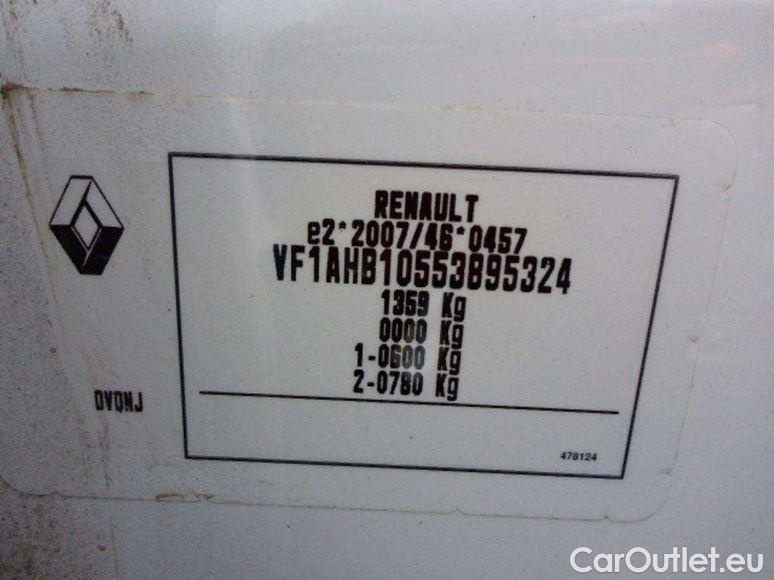 RENAULT
e2*2007/46*0457
VF1AHB10553895324
1359 Kg
0000 Kg
1-0600 Kg
2-0780 Kg
DVQNJ
478124
CarOutlet.eu